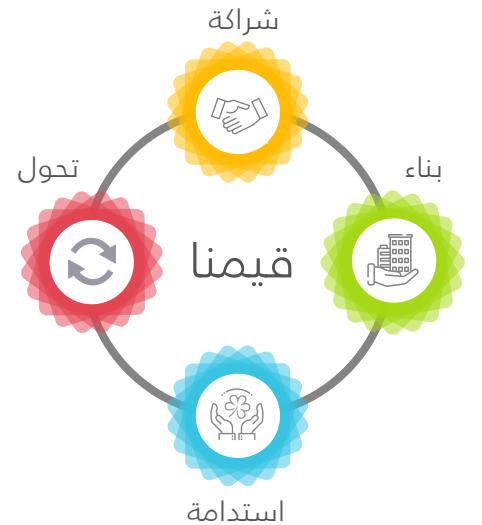 شراكة
بناء
تحول
قيمنا
استدامة